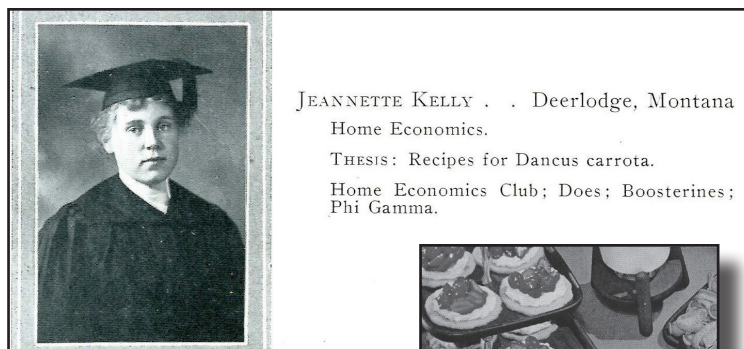 JEANNETTE KELLY . . Deerlodge, Montana
Home Economics.
THESIS: Recipes for Dancus carrota.
Home Economics Club; Does; Boosterines;
Phi Gamma.